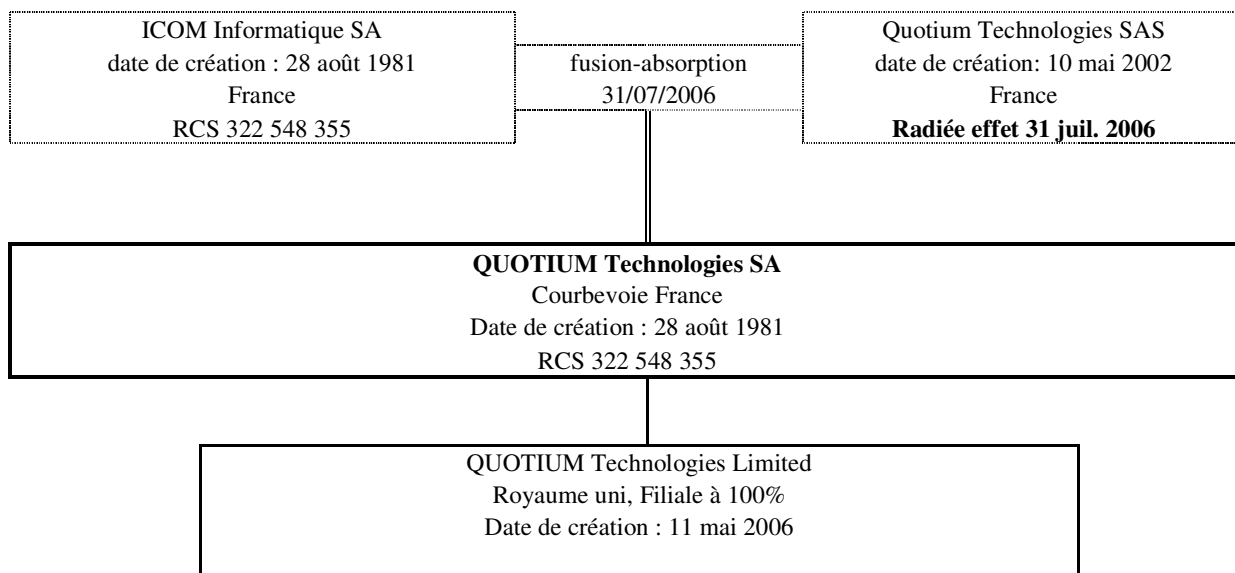 ICOM Informatique SA
date de création : 28 août 1981
France
RCS 322 548 355
fusion-absorption
31/07/2006
Quotium Technologies SAS
date de création: 10 mai 2002
France
Radiée effet 31 juil. 2006
QUOTIUM Technologies SA
Courbevoie France
Date de création : 28 août 1981
RCS 322 548 355
QUOTIUM Technologies Limited
Royaume uni, Filiale à 100%
Date de création : 11 mai 2006